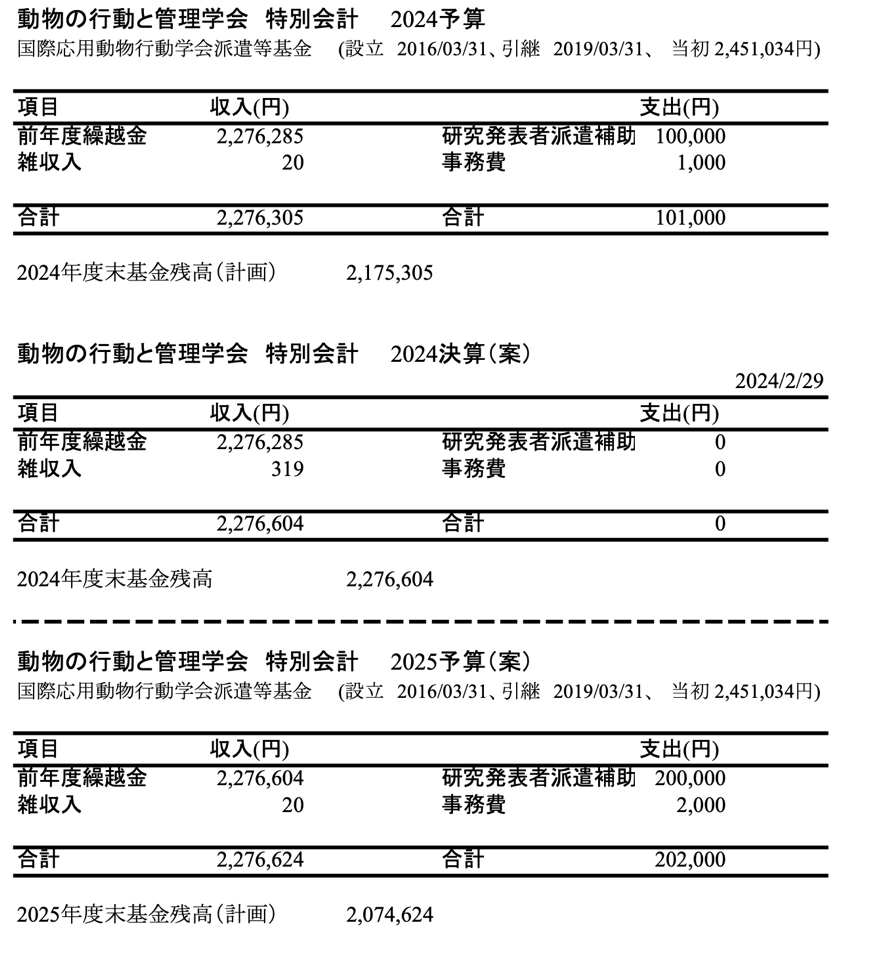 動物の行動と管理学会 特別会計 2024予算
国際応用動物行動学会派遣等基金 (設立 2016/03/31、引継 2019/03/31、 当初 2,451,034円)
項目 収入(円) 支出(円)
前年度繰越金 2,276,285 研究発表者派遣補助 100,000
雑収入 20 事務費 1,000
合計 2,276,305 合計 101,000
2024年度末基金残高(計画) 2,175,305
動物の行動と管理学会 特別会計 2024決算(案)
2024/2/29
項目 収入(円) 支出(円)
前年度繰越金 2,276,285 研究発表者派遣補助 0
雑収入 319 事務費 0
合計 2,276,604 合計 0
2024年度末基金残高 2,276,604
動物の行動と管理学会 特別会計 2025予算(案)
国際応用動物行動学会派遣等基金 (設立 2016/03/31、引継 2019/03/31、 当初 2,451,034円)
項目 収入(円) 支出(円)
前年度繰越金 2,276,604 研究発表者派遣補助 200,000
雑収入 20 事務費 2,000
合計 2,276,624 合計 202,000
2025年度末基金残高(計画) 2,074,624